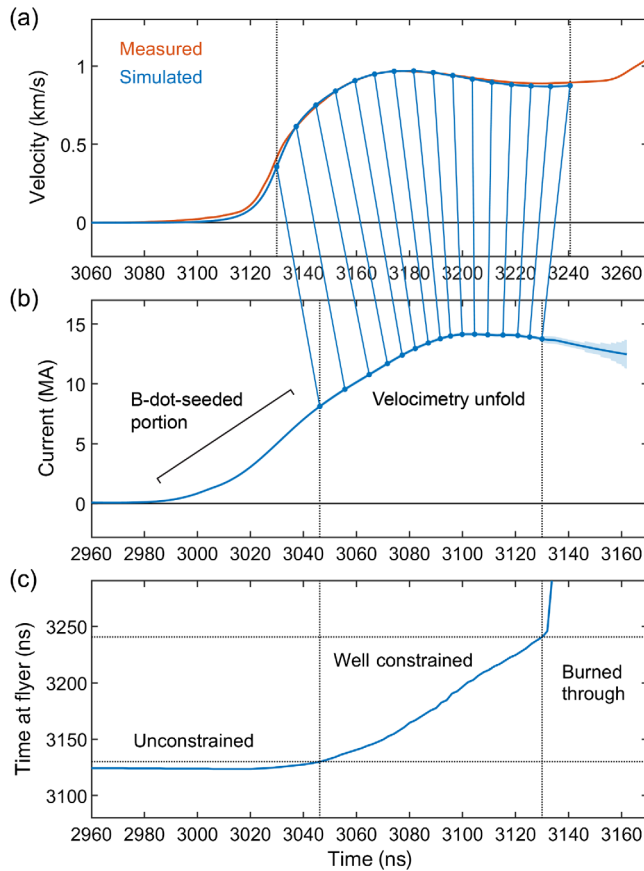 (a)
Measured
Simulated
Velocity (km/s)
1
0.5
0
3060 3080 3100 3120 3140 3160 3180 3200 3220 3240 3260
(b)
15
10
5
0
Current (MA)
B-dot-seeded
portion
Velocimetry unfold
2960 2980 3000 3020 3040 3060 3080 3100 3120 3140 3160
(c)
Time at flyer (ns)
3250
3200
3150
3100
Unconstrained
Well constrained
Burned
through
2960 2980 3000 3020 3040 3060 3080 3100 3120 3140 3160
Time (ns)